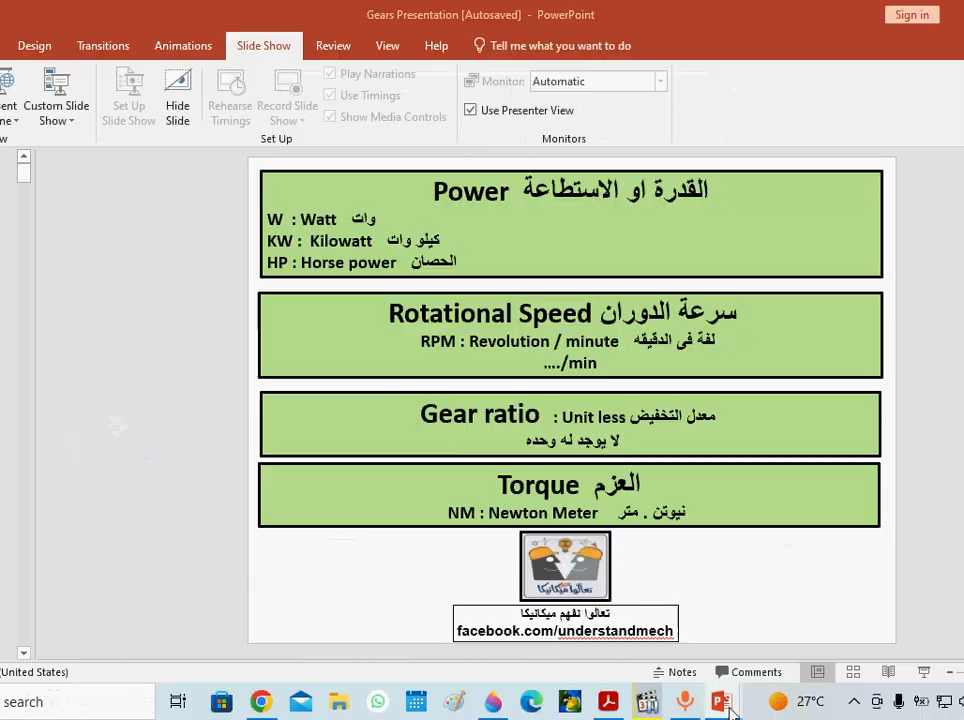 Gears Presentation [Autosaved] - PowerPoint
Sign in
Design Transitions Animations Slide Show Review View Help Tell me what you want to do
Custom Slide Show
Set Up Slide Show
Hide Slide
Rehearse Timings
Record Slide Show
Play Narrations
Use Timings
Show Media Controls
Set Up
Monitor: Automatic
Use Presenter View
Monitors
Power القدرة او الاستطاعة
W : Watt وات
KW : Kilowatt كيلو وات
HP : Horse power الحصان
Rotational Speed سرعة الدوران
RPM : Revolution / minute لفة فى الدقيقه
..../min
Gear ratio : Unit less معدل التخفيض
لا يوجد له وحده
Torque العزم
NM : Newton Meter نيوتن . متر
تعالوا ميكانيكا
تعالوا نفهم ميكانيكا
facebook.com/understandmech
(United States)
Notes Comments
search
27°C